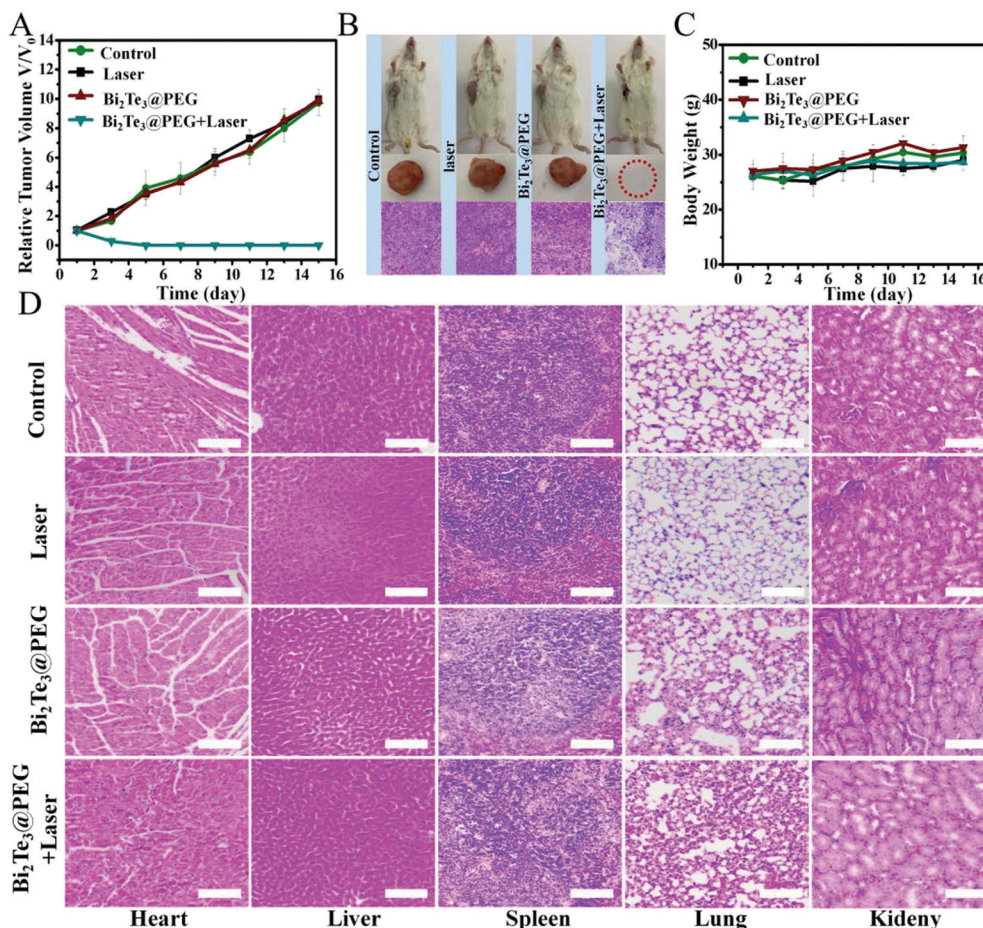 A
Relative Tumor Volume V/V₀
14
12
10
8
6
4
2
0
Control
Laser
Bi₂Te₃@PEG
Bi₂Te₃@PEG+Laser
0 2 4 6 8 10 12 14 16
Time (day)
B
Control
laser
Bi₂Te₃@PEG
Bi₂Te₃@PEG+Laser
C
Body Weight (g)
50
40
30
20
10
Control
Laser
Bi₂Te₃@PEG
Bi₂Te₃@PEG+Laser
0 2 4 6 8 10 12 14 16
Time (day)
D
Control
Laser
Bi₂Te₃@PEG
Bi₂Te₃@PEG
+Laser
Heart Liver Spleen Lung Kideny